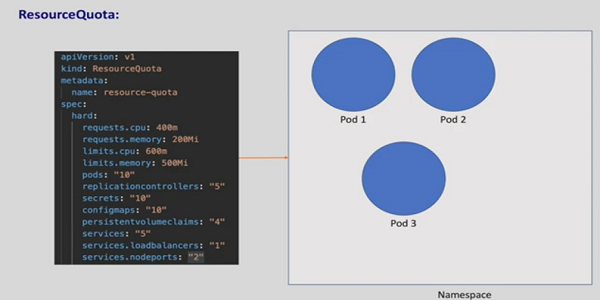 ResourceQuota:
apiVersion: v1
kind: ResourceQuota
metadata:
name: resource-quota
spec:
hard:
requests.cpu: 400m
requests.memory: 200Mi
limits.cpu: 600m
limits.memory: 500Mi
pods: "10"
replicationcontrollers: "5"
secrets: "10"
configmaps: "10"
persistentvolumeclaims: "4"
services: "5"
services.loadbalancers: "1"
services.nodeports: "2"
Pod 1
Pod 2
Pod 3
Namespace